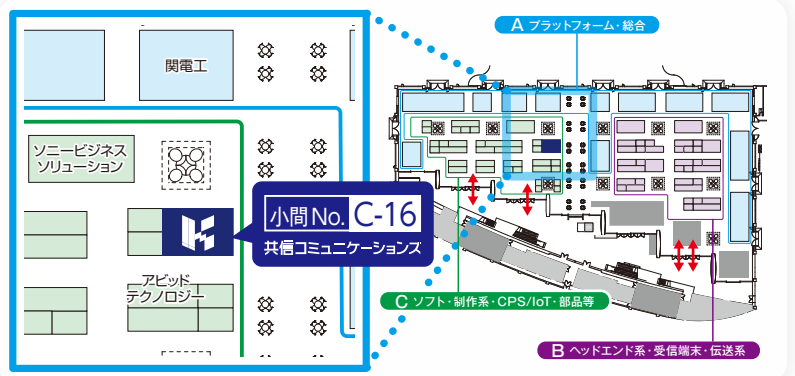 A プラットフォーム・総合
関電工
ソニービジネス
ソリューション
小間No. C-16
共信コミュニケーションズ
アビッド
テクノロジー
C ソフト・制作系・CPS/IoT・部品等
B ヘッドエンド系・受信端末・伝送系